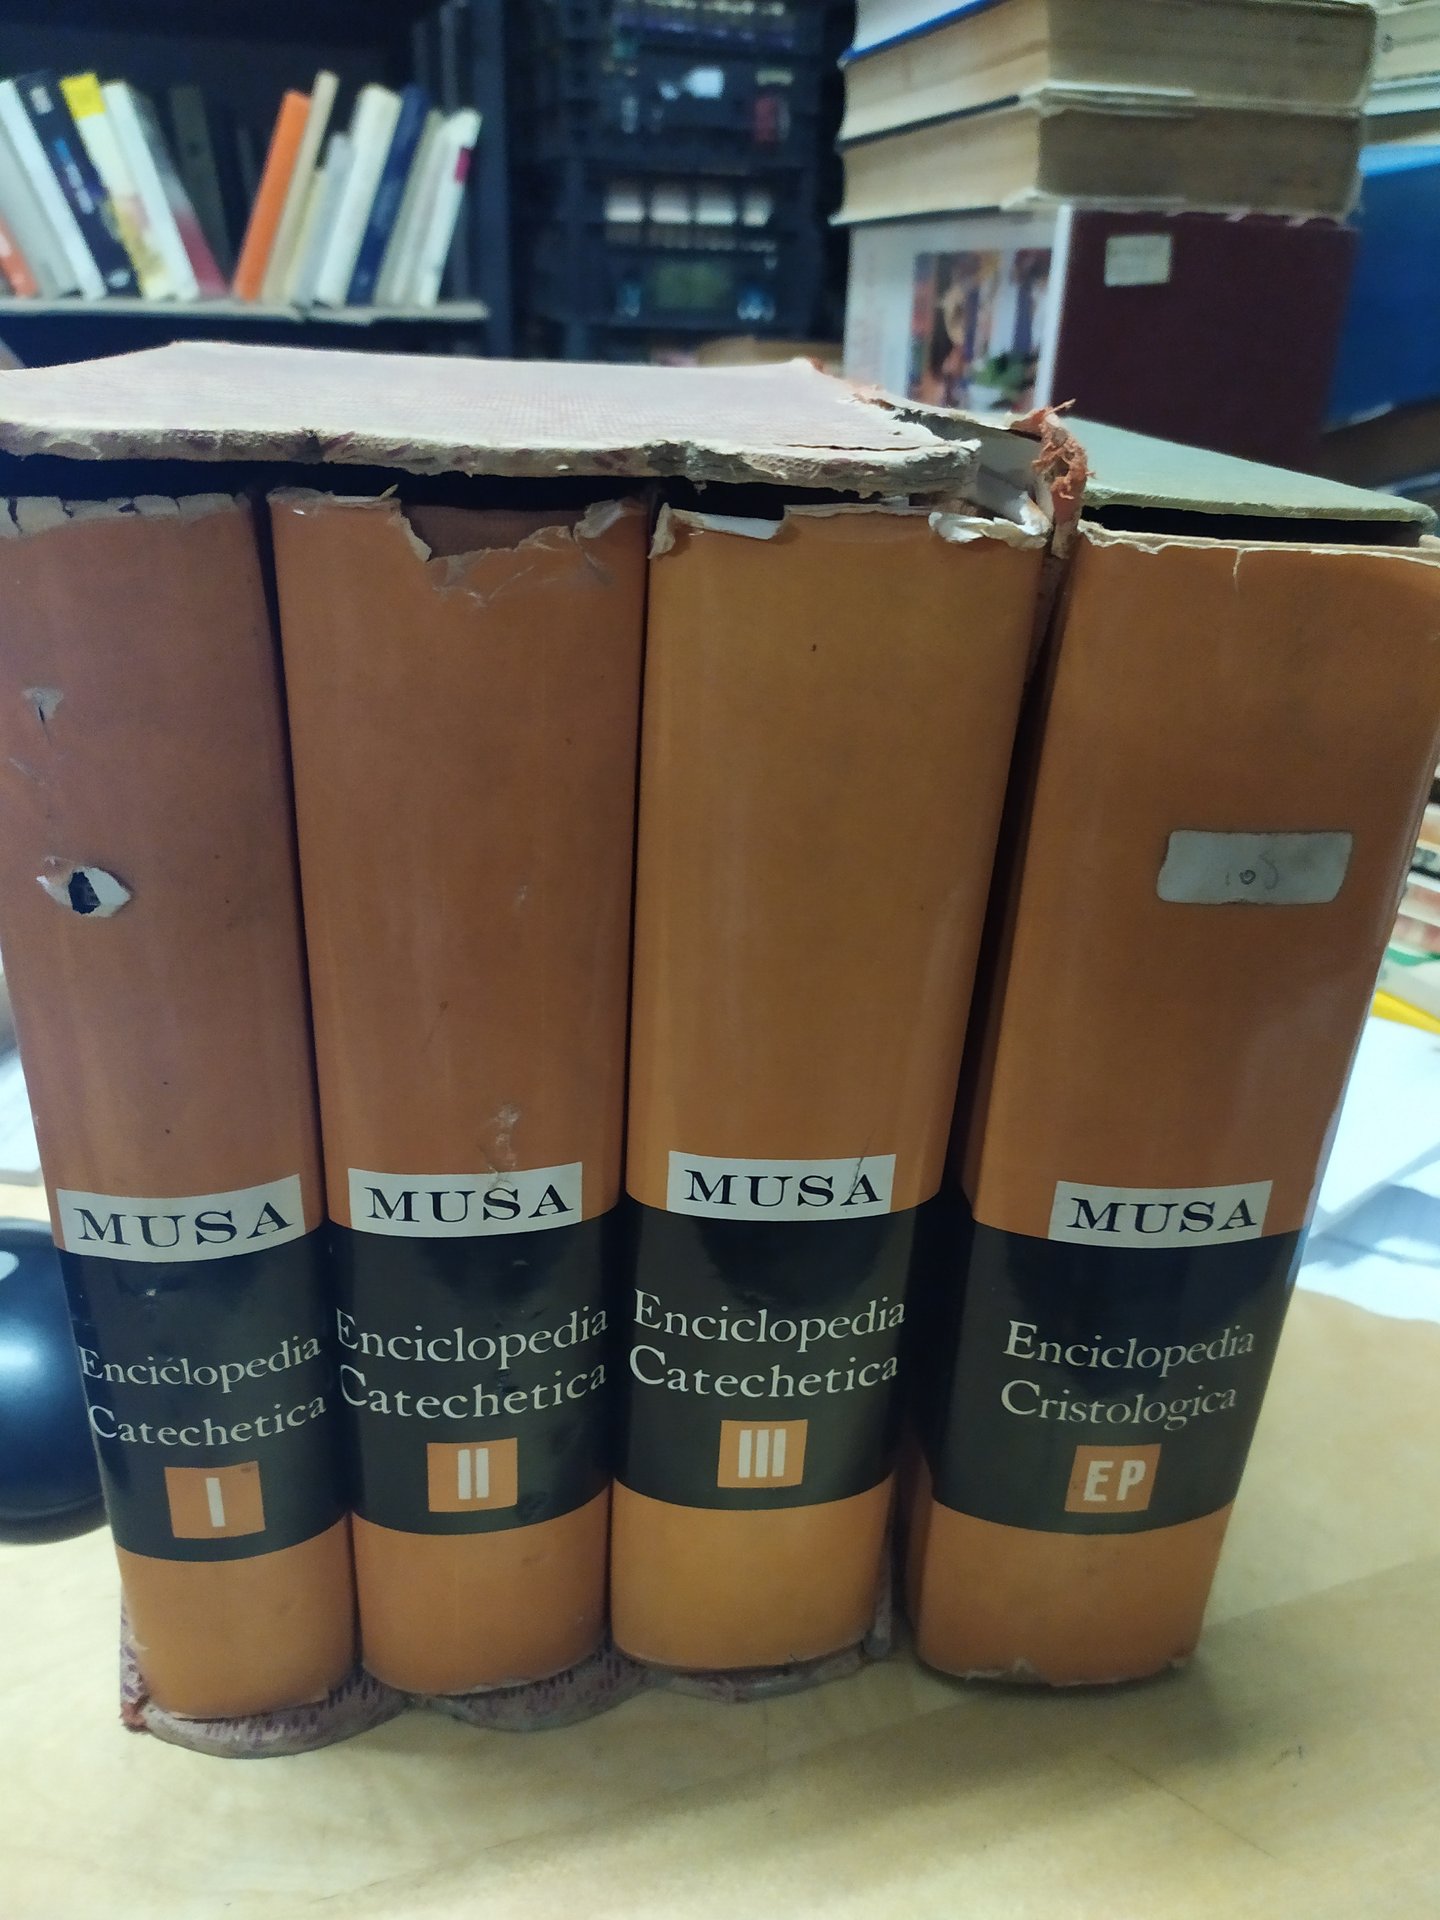 MUSA
Enciclopedia
Catechetica
I
MUSA
Enciclopedia
Catechetica
II
MUSA
Enciclopedia
Catechetica
III
MUSA
Enciclopedia
Cristologica
EP